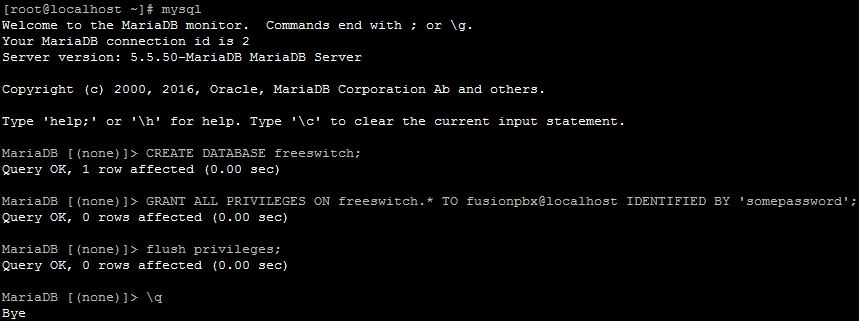 [root@localhost ~]# mysql
Welcome to the MariaDB monitor.  Commands end with ; or \g.
Your MariaDB connection id is 2
Server version: 5.5.50-MariaDB MariaDB Server
Copyright (c) 2000, 2016, Oracle, MariaDB Corporation Ab and others.
Type 'help;' or '\h' for help. Type '\c' to clear the current input statement.
MariaDB [(none)]> CREATE DATABASE freeswitch;
Query OK, 1 row affected (0.00 sec)
MariaDB [(none)]> GRANT ALL PRIVILEGES ON freeswitch.* TO fusionpbx@localhost IDENTIFIED BY 'somepassword';
Query OK, 0 rows affected (0.00 sec)
MariaDB [(none)]> flush privileges;
Query OK, 0 rows affected (0.00 sec)
MariaDB [(none)]> \q
Bye